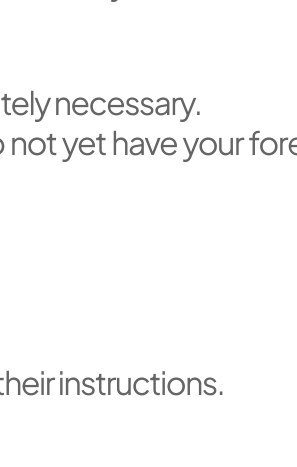 tely necessary.
o not yet have your fore
their instructions.